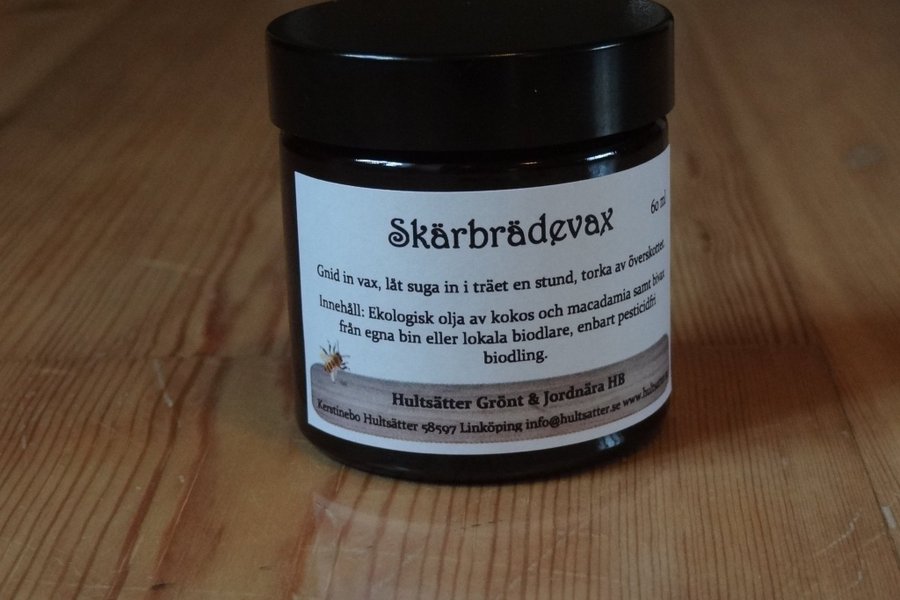 60 ml
Skärbrädevax
Gnid in vax, låt suga in i träet en stund, torka av överskottet.
Innehåll: Ekologisk olja av kokos och macadamia samt bivax
från egna bin eller lokala biodlare, enbart pesticidfri
biodling.
Hultsätter Grönt & Jordnära HB
Kerstinebo Hultsätter 58597 Linköping info@hultsatter.se